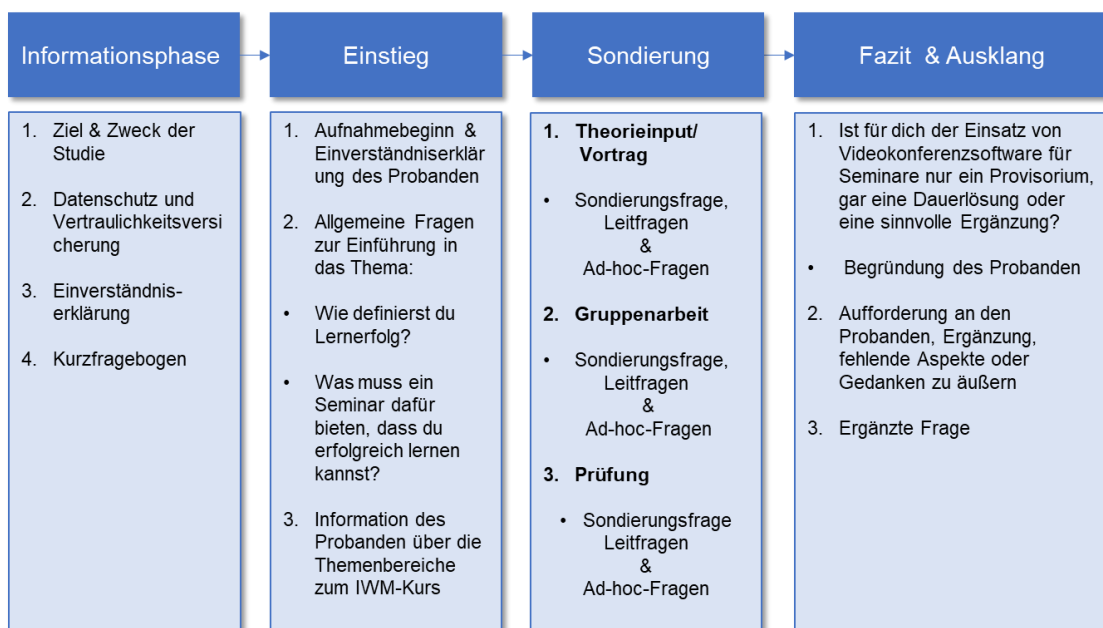 Informationsphase
Einstieg
Sondierung
Fazit & Ausklang
1. Ziel & Zweck der
Studie
2. Datenschutz und
Vertraulichkeitsversi
cherung
3. Einverständnis-
erklärung
4. Kurzfragebogen
1. Aufnahmebeginn &
Einverständniserklär
ung des Probanden
2. Allgemeine Fragen
zur Einführung in
das Thema:
• Wie definierst du
Lernerfolg?
• Was muss ein
Seminar dafür
bieten, dass du
erfolgreich lernen
kannst?
3. Information des
Probanden über die
Themenbereiche
zum IWM-Kurs
1. Theorieinput/
Vortrag
• Sondierungsfrage,
Leitfragen
&
Ad-hoc-Fragen
2. Gruppenarbeit
• Sondierungsfrage,
Leitfragen
&
Ad-hoc-Fragen
3. Prüfung
• Sondierungsfrage
Leitfragen
&
Ad-hoc-Fragen
1. Ist für dich der Einsatz von
Videokonferenzsoftware für
Seminare nur ein Provisorium,
gar eine Dauerlösung oder
eine sinnvolle Ergänzung?
• Begründung des Probanden
2. Aufforderung an den
Probanden, Ergänzung,
fehlende Aspekte oder
Gedanken zu äußern
3. Ergänzte Frage